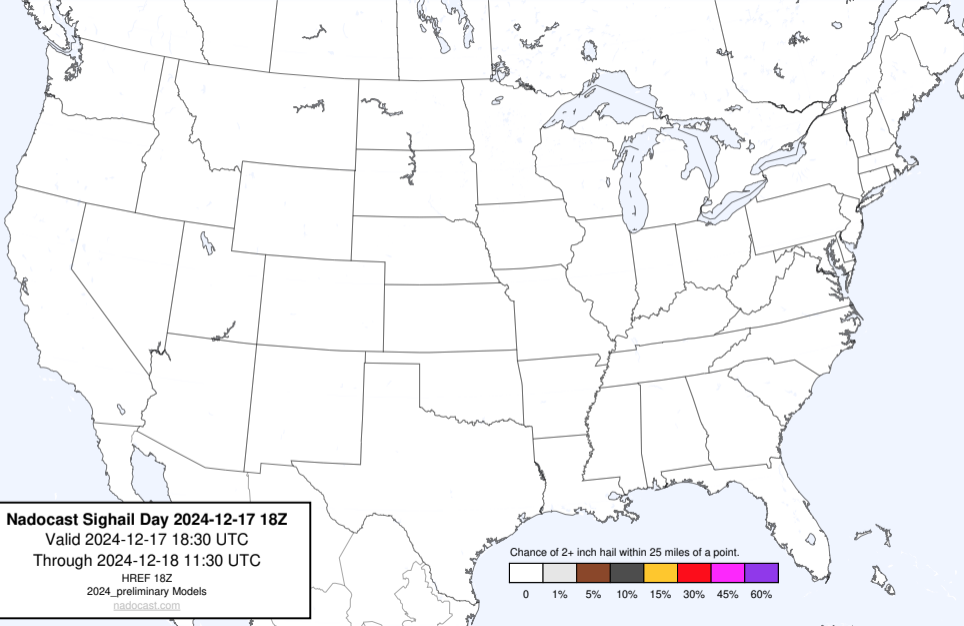 Nadocast Sighail Day 2024-12-17 18Z
Valid 2024-12-17 18:30 UTC
Through 2024-12-18 11:30 UTC
HREF 18Z
2024_preliminary Models
nadocast.com
Chance of 2+ inch hail within 25 miles of a point.
0 1% 5% 10% 15% 30% 45% 60%